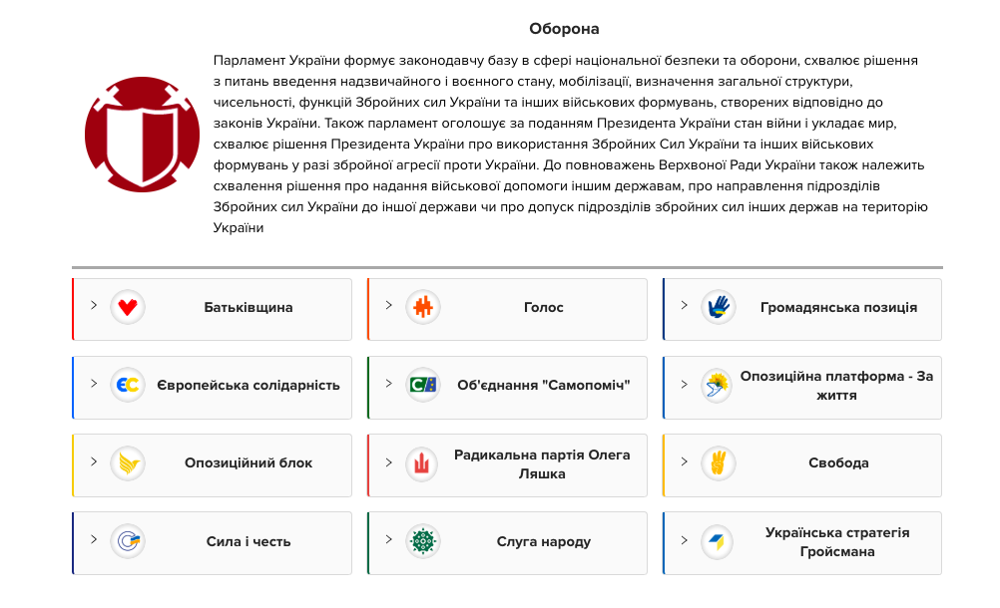 Оборона
Парламент України формує законодавчу базу в сфері національної безпеки та оборони, схвалює рішення
з питань введення надзвичайного і воєнного стану, мобілізації, визначення загальної структури,
чисельності, функцій Збройних сил України та інших військових формувань, створених відповідно до
законів України. Також парламент оголошує за поданням Президента України стан війни і укладає мир,
схвалює рішення Президента України про використання Збройних Сил України та інших військових
формувань у разі збройної агресії проти України. До повноважень Верхвоної Ради України також належить
схвалення рішення про надання військової допомоги іншим державам, про направлення підрозділів
Збройних сил України до іншої держави чи про допуск підрозділів збройних сил інших держав на територію
України
Батьківщина
Голос
Громадянська позиція
ЄС Європейська солідарність
Об'єднання "Самопоміч"
Опозиційна платформа - За
життя
Опозиційний блок
Радикальна партія Олега
Ляшка
Свобода
Сила і честь
Слуга народу
Українська стратегія
Гройсмана